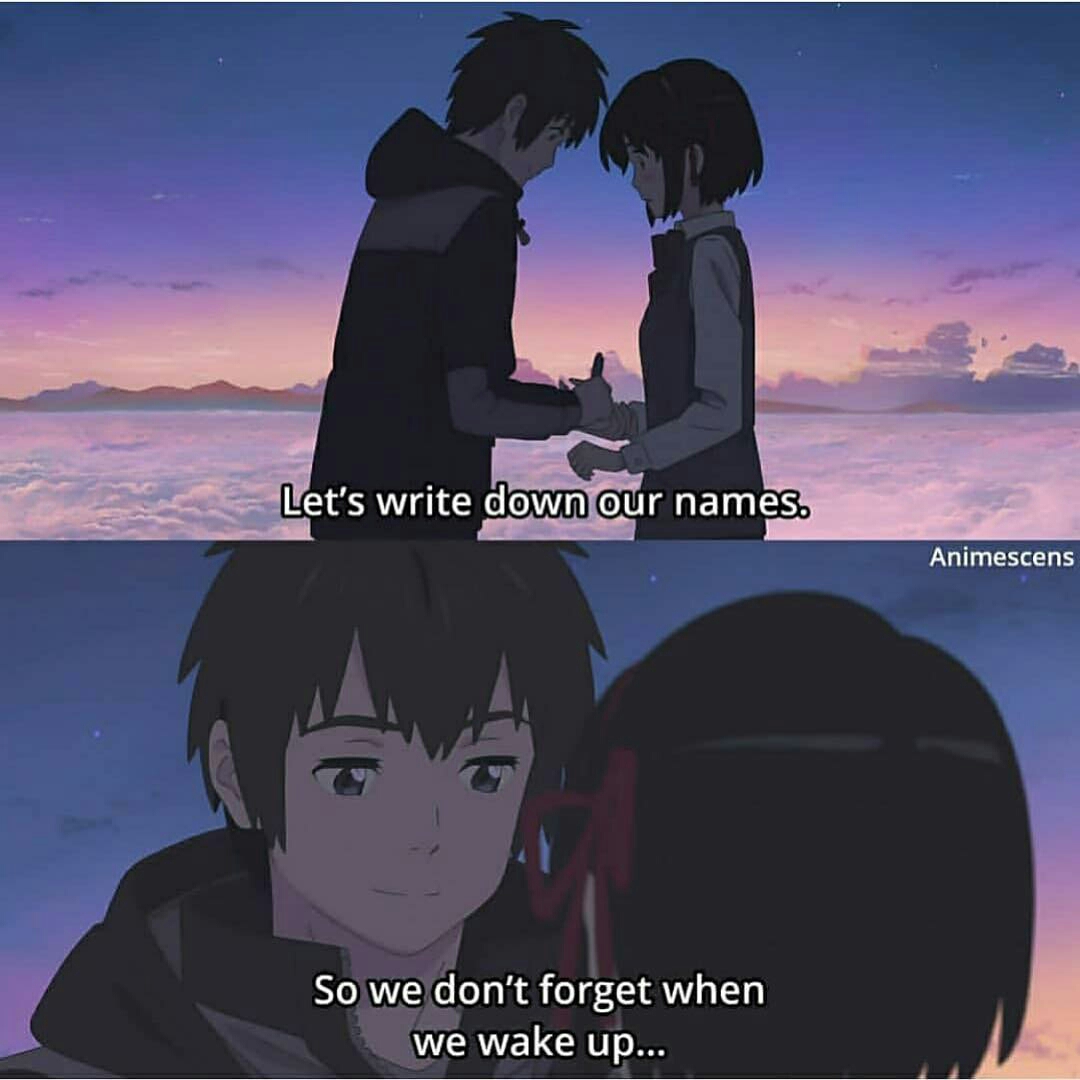 Let's write down our names.
Animescens
So we don't forget when
we wake up...